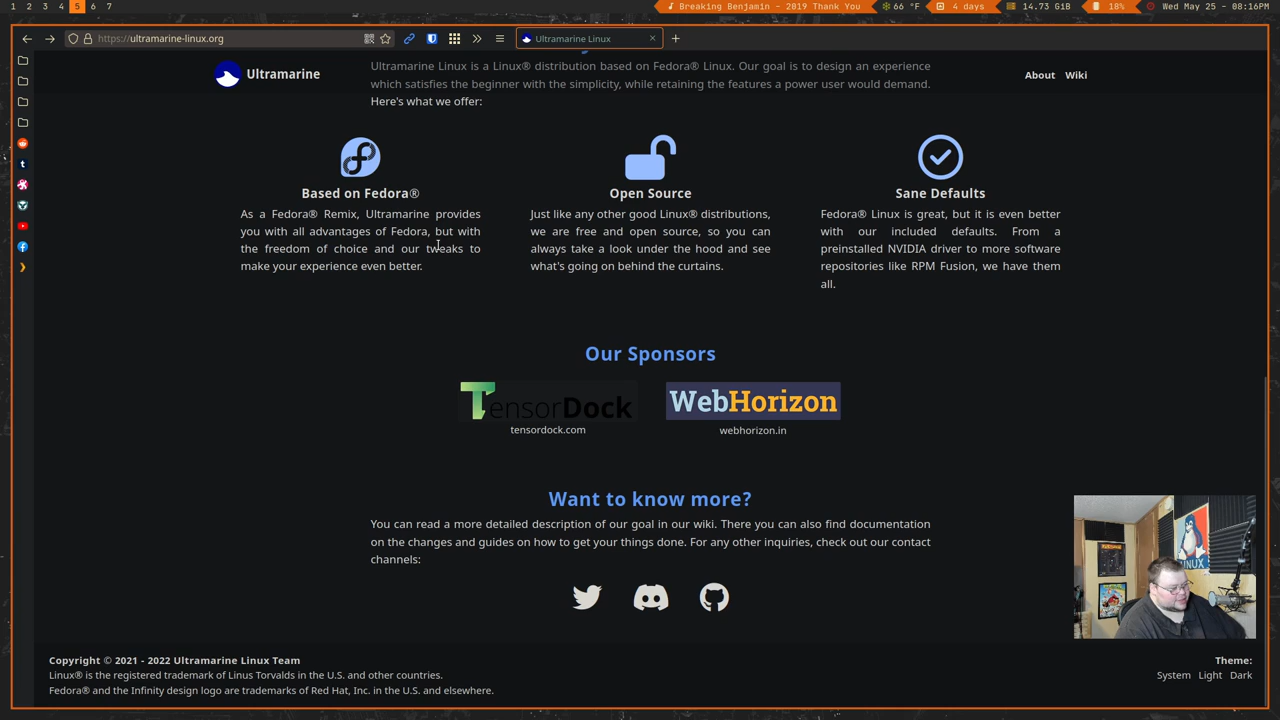 1 2 3 4 5 6 7
Breaking Benjamin – 2019 Thank You
66 °F
4 days
14.73 GiB
18%
Wed May 25 - 08:16PM
https://ultramarine-linux.org
Ultramarine Linux
Ultramarine
About Wiki
Ultramarine Linux is a Linux® distribution based on Fedora® Linux. Our goal is to design an experience
which satisfies the beginner with the simplicity, while retaining the features a power user would demand.
Here's what we offer:
Based on Fedora®
As a Fedora® Remix, Ultramarine provides
you with all advantages of Fedora, but with
the freedom of choice and our tweaks to
make your experience even better.
Open Source
Just like any other good Linux® distributions,
we are free and open source, so you can
always take a look under the hood and see
what's going on behind the curtains.
Sane Defaults
Fedora® Linux is great, but it is even better
with our included defaults. From a
preinstalled NVIDIA driver to more software
repositories like RPM Fusion, we have them
all.
Our Sponsors
TensorDock
tensordock.com
WebHorizon
webhorizon.in
Want to know more?
You can read a more detailed description of our goal in our wiki. There you can also find documentation
on the changes and guides on how to get your things done. For any other inquiries, check out our contact
channels:
LINUX
Copyright © 2021 - 2022 Ultramarine Linux Team
Linux® is the registered trademark of Linus Torvalds in the U.S. and other countries.
Fedora® and the Infinity design logo are trademarks of Red Hat, Inc. in the U.S. and elsewhere.
Theme:
System Light Dark